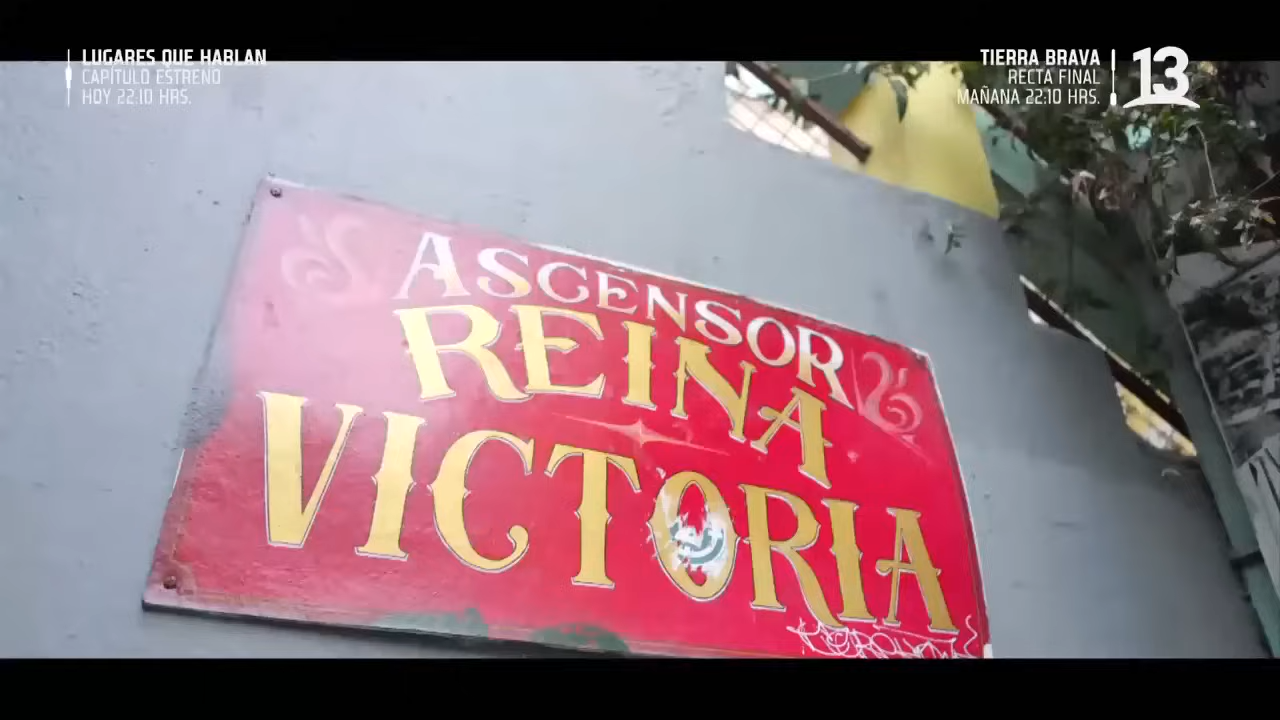 LUGARES QUE HABLAN
CAPÍTULO ESTRENO
HOY 22:10 HRS.
TIERRA BRAVA
RECTA FINAL
MAÑANA 22:10 HRS.
13
ASCENSOR
REINA
VICTORIA